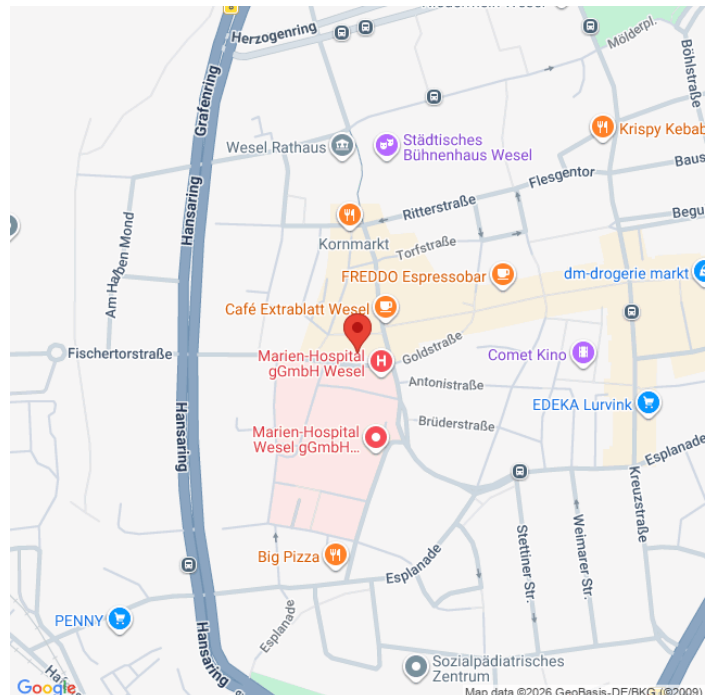 Herzogenring
Mölderpl.
Böhlstraße
Grafenring
Hansaring
Wesel Rathaus
Städtisches
Bühnenhaus Wesel
Krispy Kebab
Flesgentor
Baus
Ritterstraße
Begu
Kornmarkt
Torfstraße
Am Halben Mond
FREDDO Espressobar
dm-drogerie markt
Café Extrablatt Wesel
Fischertorstraße
Marien-Hospital
gGmbH Wesel
H
Goldstraße
Comet Kino
Antonistraße
EDEKA Lurvink
Brüderstraße
Marien-Hospital
Wesel gGmbH...
Hansaring
Esplanade
Kreuzstraße
Stettiner Str.
Weimarer Str.
Big Pizza
Esplanade
PENNY
Hansaring
Esplanade
Sozialpädiatrisches
Zentrum
Google
Map data ©2026 GeoBasis-DE/BKG (©2009)